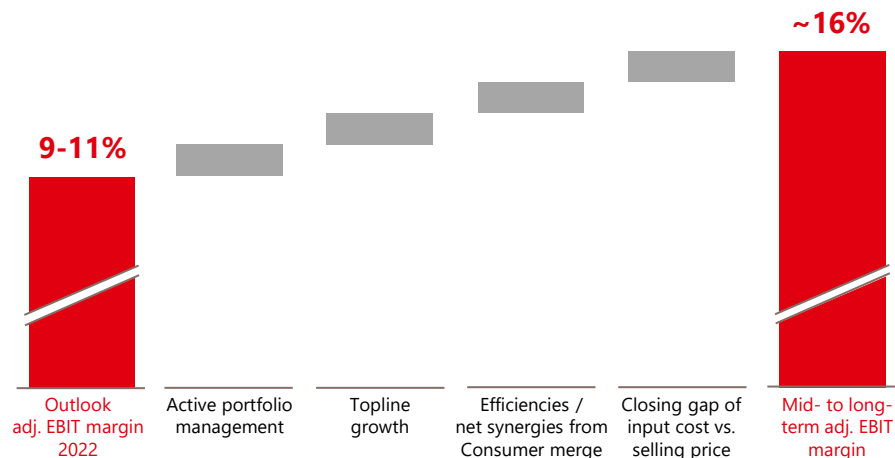 ~16%
9-11%
Outlook
adj. EBIT margin
2022
Active portfolio
management
Topline
growth
Efficiencies /
net synergies from
Consumer merge
Closing gap of
input cost vs.
selling price
Mid- to long-
term adj. EBIT
margin